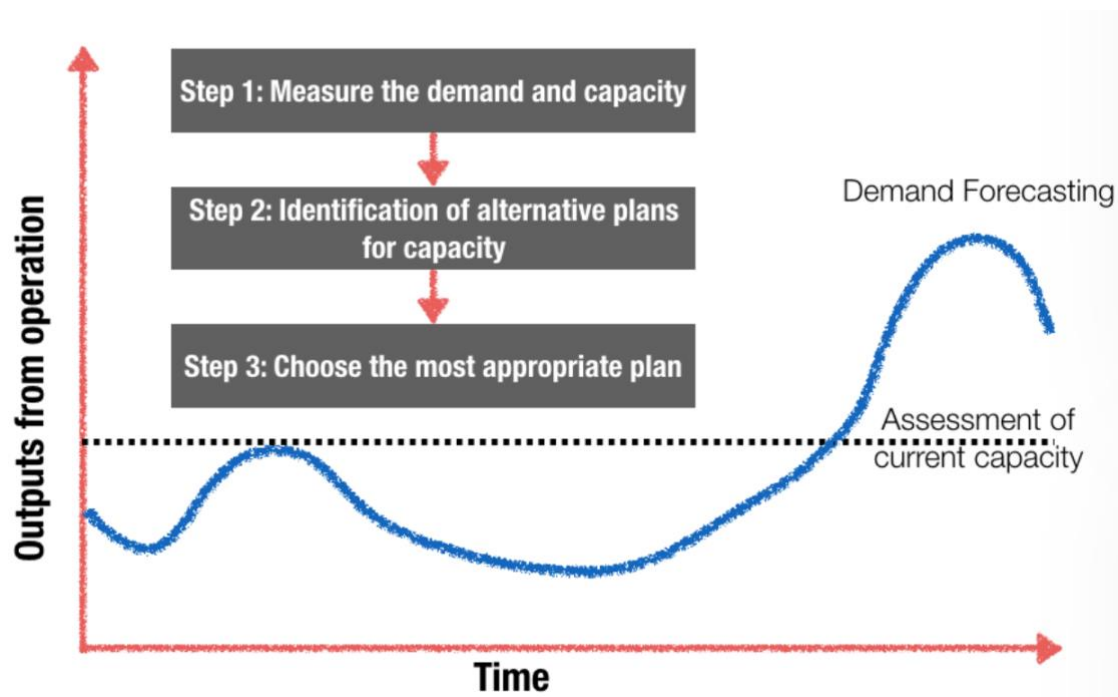 Step 1: Measure the demand and capacity
Step 2: Identification of alternative plans
for capacity
Step 3: Choose the most appropriate plan
Demand Forecasting
Assessment of
current capacity
Outputs from operation
Time